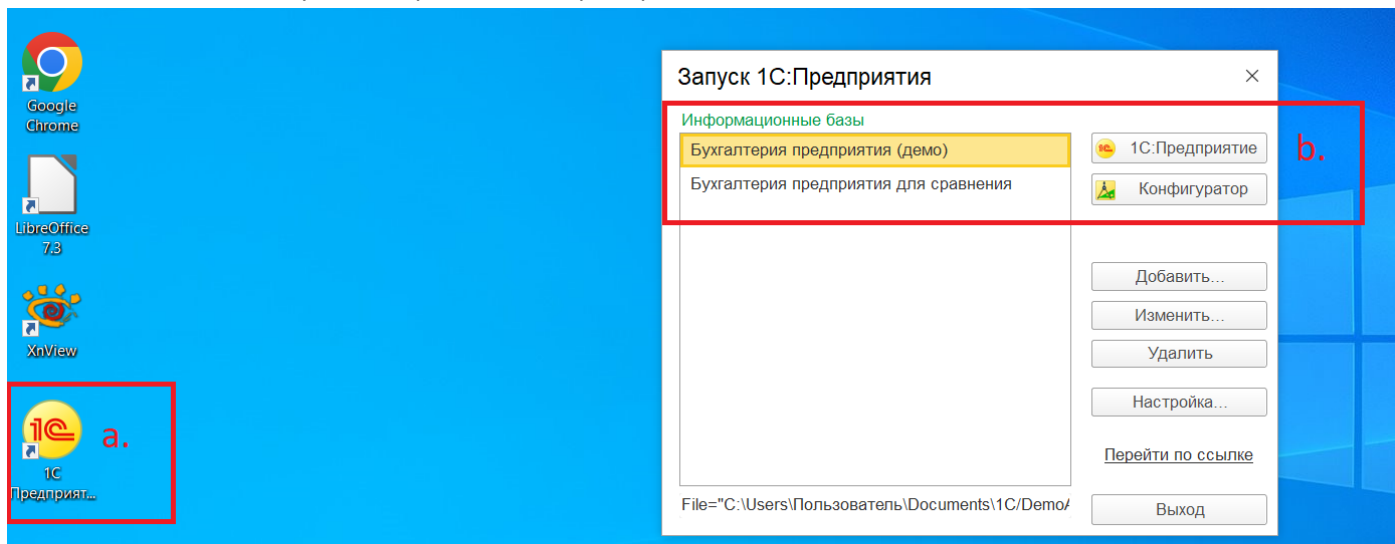 Google
Chrome
LibreOffice
7.3
XnView
1С
Предприят...
a.
Запуск 1С:Предприятия
Информационные базы
Бухгалтерия предприятия (демо)
Бухгалтерия предприятия для сравнения
1С:Предприятие
Конфигуратор
b.
Добавить...
Изменить...
Удалить
Настройка...
Перейти по ссылке
File="C:\Users\Пользователь\Documents\1C/Demo
Выход